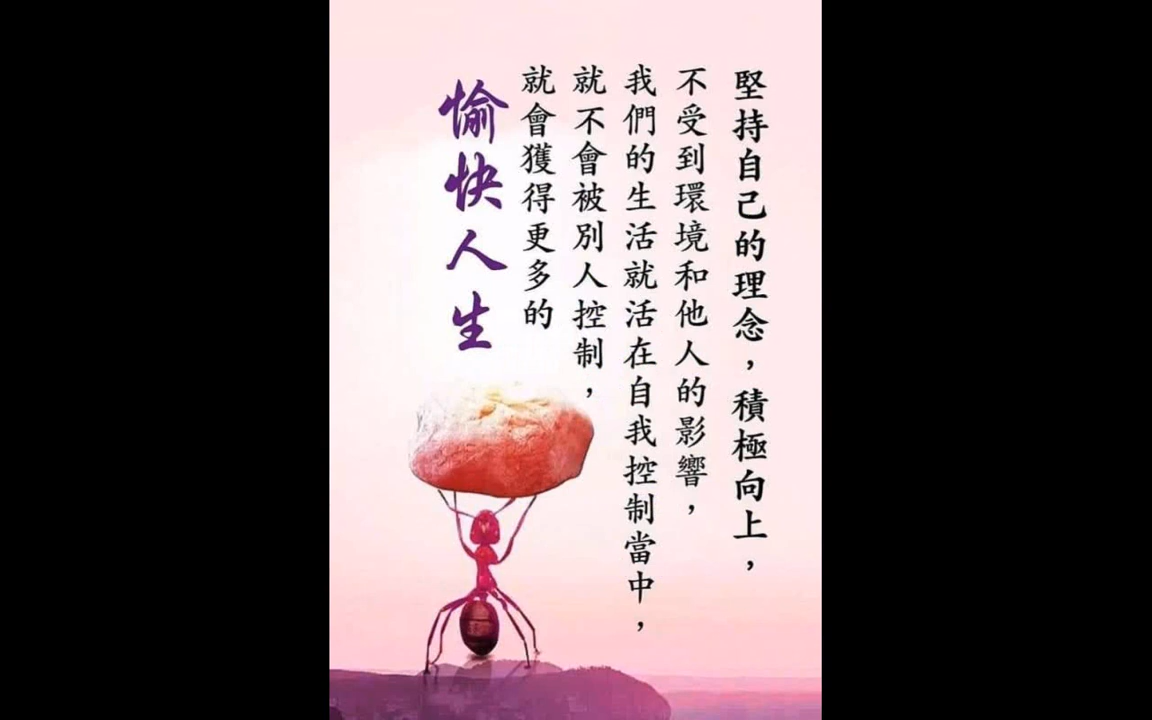 堅持自己的理念，積極向上，
不受到環境和他人的影響，
我們的生活就活在自我控制當中，
就不會被別人控制，
就會獲得更多的
愉快人生